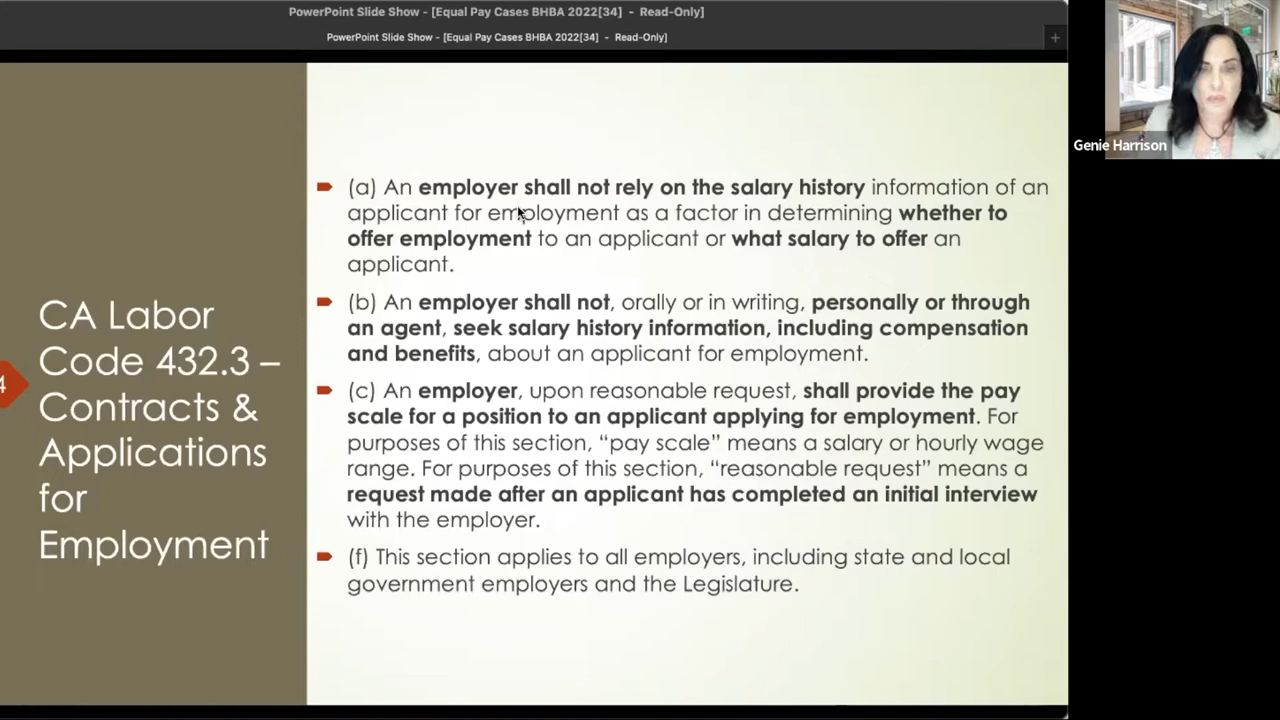 PowerPoint Slide Show - [Equal Pay Cases BHBA 2022[34] - Read-Only]
PowerPoint Slide Show - [Equal Pay Cases BHBA 2022[34] - Read-Only]
Genie Harrison
4
CA Labor
Code 432.3 –
Contracts &
Applications
for
Employment
(a) An employer shall not rely on the salary history information of an
applicant for employment as a factor in determining whether to
offer employment to an applicant or what salary to offer an
applicant.
(b) An employer shall not, orally or in writing, personally or through
an agent, seek salary history information, including compensation
and benefits, about an applicant for employment.
(c) An employer, upon reasonable request, shall provide the pay
scale for a position to an applicant applying for employment. For
purposes of this section, “pay scale” means a salary or hourly wage
range. For purposes of this section, “reasonable request” means a
request made after an applicant has completed an initial interview
with the employer.
(f) This section applies to all employers, including state and local
government employers and the Legislature.